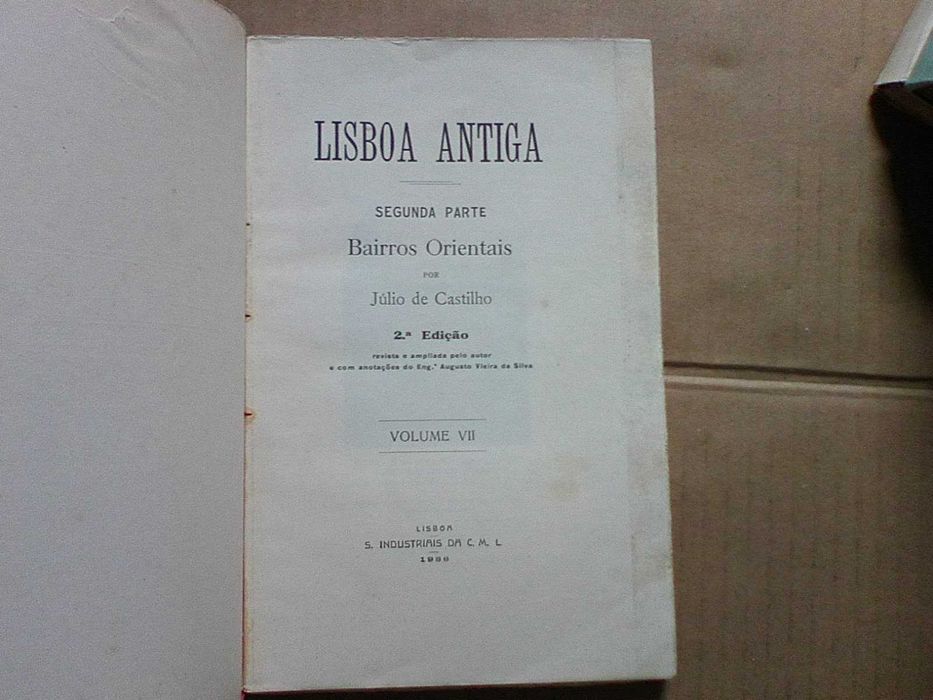 LISBOA ANTIGA
SEGUNDA PARTE
Bairros Orientais
POR
Júlio de Castilho
2.ª Edição
revista e ampliada pelo autor
e com anotações do Eng.º Augusto Vieira da Silva
VOLUME VII
LISBOA
S. INDUSTRIAIS DA C. M. L